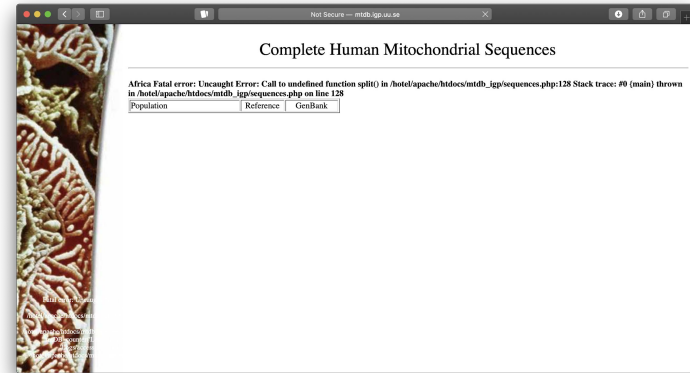 Not Secure — mtdb.igp.uu.se
Complete Human Mitochondrial Sequences
Africa Fatal error: Uncaught Error: Call to undefined function split() in /hotel/apache/htdocs/mtdb_igp/sequences.php:128 Stack trace: #0 {main} thrown
in /hotel/apache/htdocs/mtdb_igp/sequences.php on line 128
Population Reference GenBank
Fatal error: